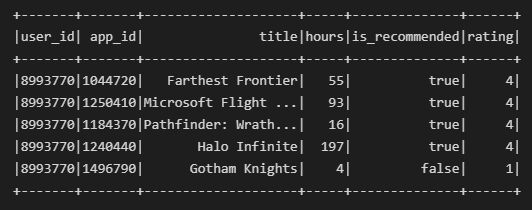 +-------+-------+--------------------+-----+--------------+------+
|user_id| app_id|               title|hours|is_recommended|rating|
+-------+-------+--------------------+-----+--------------+------+
|8993770|1044720|   Farthest Frontier|   55|          true|     4|
|8993770|1250410|Microsoft Flight ...|   93|          true|     4|
|8993770|1184370|Pathfinder: Wrath...|   16|          true|     4|
|8993770|1240440|       Halo Infinite|  197|          true|     4|
|8993770|1496790|      Gotham Knights|    4|         false|     1|
+-------+-------+--------------------+-----+--------------+------+